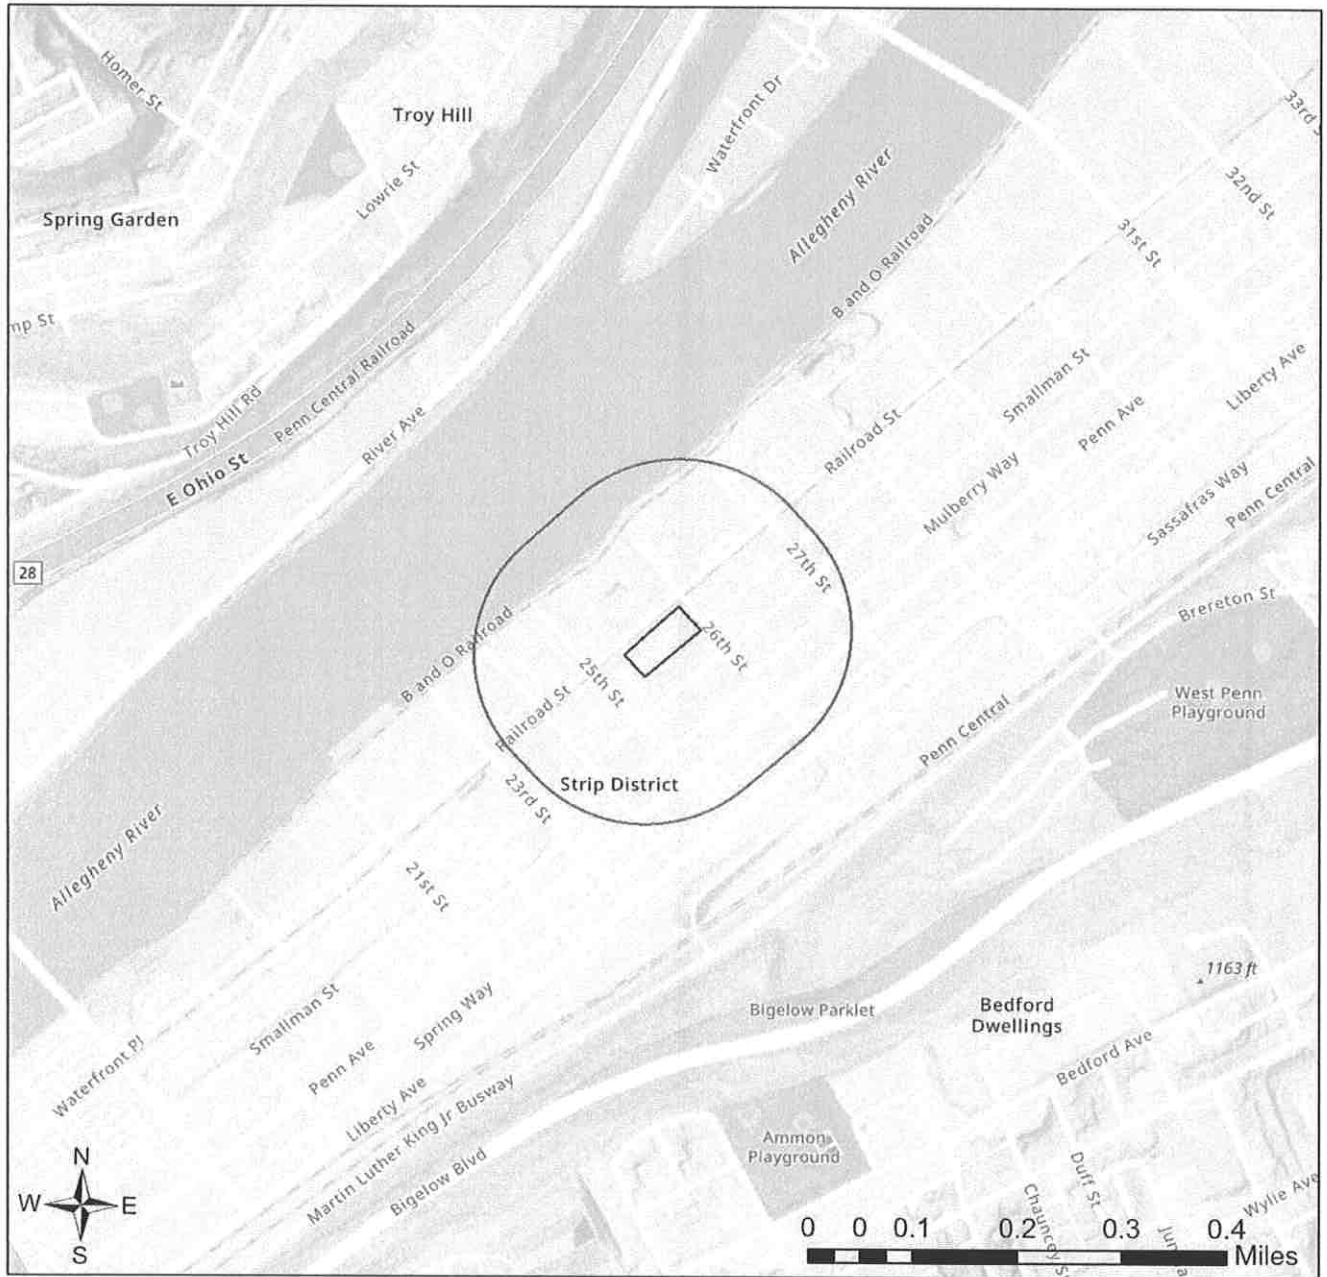 Homer St
Troy Hill
Waterfront Dr
33rd S
Lowrie St
Allegheny River
32nd St
Spring Garden
31st St
B and O Railroad
mp St
Penn Central Railroad
Smallman St
Liberty Ave
Troy Hill Rd
River Ave
Railroad St
Penn Ave
E Ohio St
Mulberry Way
Sassafras Way
Penn Central
28
27th St
Brereton St
B and O Railroad
26th St
25th St
West Penn
Playground
Railroad St
Penn Central
Strip District
23rd St
Allegheny River
21st St
1163 ft
Smallman St
Spring Way
Bigelow Parklet
Bedford
Dwellings
Waterfront Pl
Penn Ave
Bedford Ave
Liberty Ave
Martin Luther King Jr Busway
Bigelow Blvd
Ammon
Playground
Duff St
Chauncey S
Wylie Ave
N
W E
S
0 0 0.1 0.2 0.3 0.4
Miles